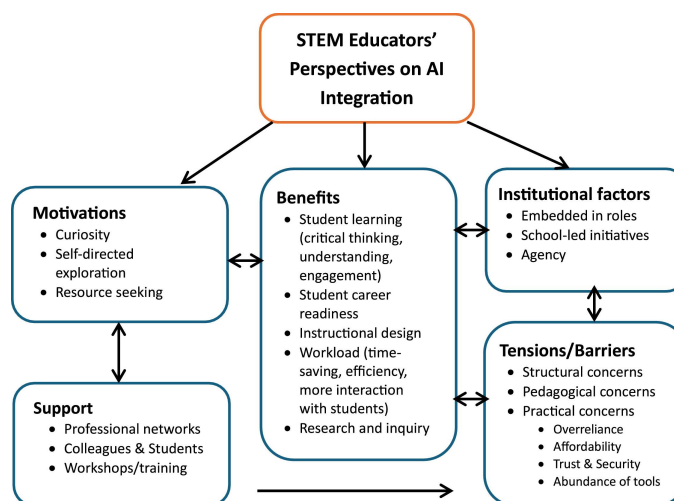 STEM Educators'
Perspectives on AI
Integration
Motivations
• Curiosity
• Self-directed
exploration
• Resource seeking
Benefits
• Student learning
(critical thinking,
understanding,
engagement)
• Student career
readiness
• Instructional design
• Workload (time-
saving, efficiency,
more interaction
with students)
• Research and inquiry
Institutional factors
• Embedded in roles
• School-led initiatives
• Agency
Support
• Professional networks
• Colleagues & Students
• Workshops/training
Tensions/Barriers
• Structural concerns
• Pedagogical concerns
• Practical concerns
• Overreliance
• Affordability
• Trust & Security
• Abundance of tools